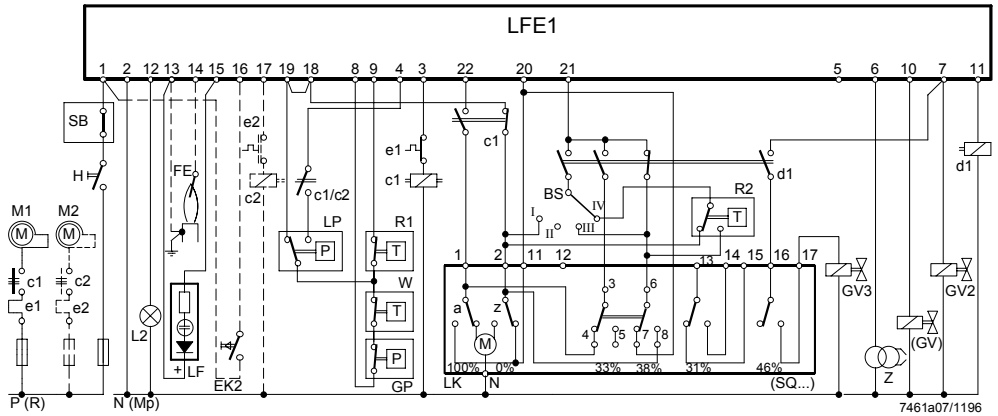 LFE1
1 2 12 13 14 15 16 17 19 18 8 9 4 3 22 20 21 5 6 10 7 11
SB
e2
c1
e1
d1
H
FE
c1
d1
c2
c1/c2
BS
IV
R2
M1 M2
LP
R1
I
T
M M
P
T
II
III
W
1 2 11 12 13 14 15 16 17
c1 c2
T
a z
3 6
GV3
GV2
e1 e2
L2
P
M
4 5 7 8
(GV)
+ LF
EK2
GP
100% 0% 33% 38% 31% 46%
LK N (SQ...)
Z
P (R) N (Mp)
7461a07/1196